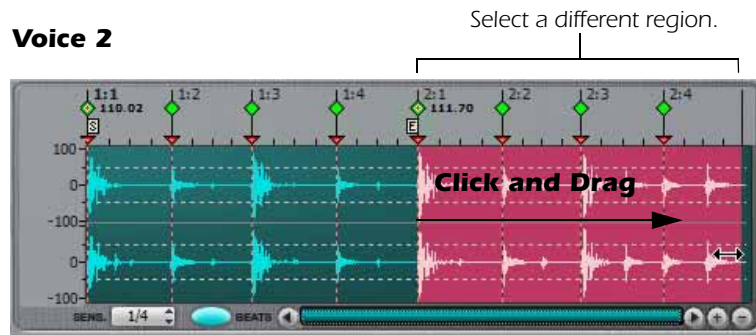 Select a different region.
Voice 2
1:1 1:2 1:3 1:4 2:1 2:2 2:3 2:4
110.02 111.70
S E
100
0
-100
0
-100
Click and Drag
SENS. 1/4 BEATS